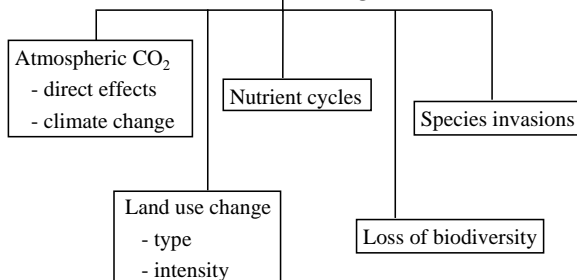 Atmospheric CO₂
- direct effects
- climate change
Nutrient cycles
Species invasions
Land use change
- type
- intensity
Loss of biodiversity